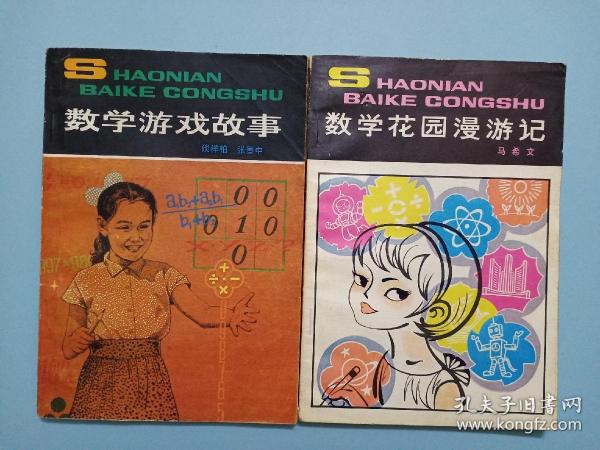 SHAONIAN
BAIKE CONGSHU
数学游戏故事
谈祥柏 张景中
a₁b₂+a₂b₁
b₁+b₂
0 0
0 1 0
0
SHAONIAN
BAIKE CONGSHU
数学花园漫游记
马希文
孔夫子旧书网
www.kongfz.com